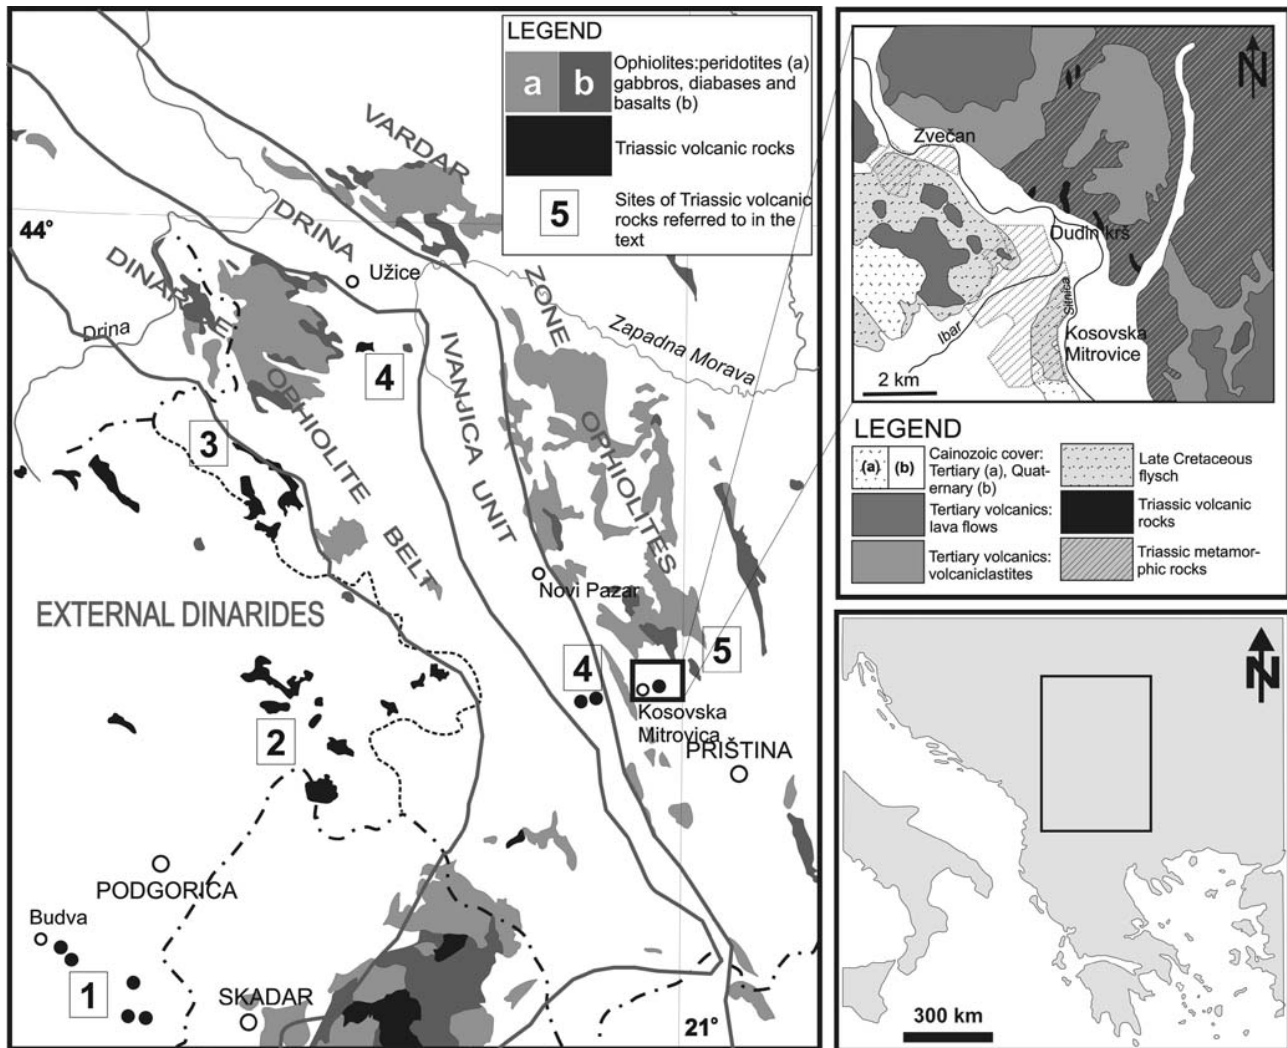 LEGEND
a b
Ophiolites:peridotites (a)
gabbros, diabases and
basalts (b)
Triassic volcanic rocks
5
Sites of Triassic volcanic
rocks referred to in the
text
VARDAR
ZONE
OPHIOLITES
DRINA
IVANJICA UNIT
DINARIDE
OPHIOLITE
BELT
44°
Užice
Drina
Zapadna Morava
4
3
EXTERNAL DINARIDES
Novi Pazar
5
4
Kosovska
Mitrovica
PRIŠTINA
2
PODGORICA
Budva
1
SKADAR
21°
N
Zvečan
Dudin krš
Sitnica
Ibar
Kosovska
Mitrovice
2 km
LEGEND
(a) (b)
Cainozoic cover:
Tertiary (a), Quat-
ernary (b)
Tertiary volcanics:
lava flows
Tertiary volcanics:
volcaniclastites
Late Cretaceous
flysch
Triassic volcanic
rocks
Triassic metamor-
phic rocks
N
300 km